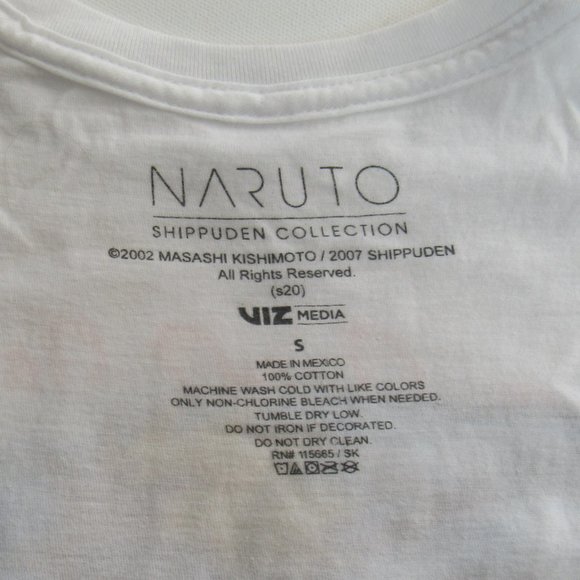 NARUTO
SHIPPUDEN COLLECTION
©2002 MASASHI KISHIMOTO / 2007 SHIPPUDEN
All Rights Reserved.
(s20)
VIZ MEDIA
S
MADE IN MEXICO
100% COTTON
MACHINE WASH COLD WITH LIKE COLORS
ONLY NON-CHLORINE BLEACH WHEN NEEDED.
TUMBLE DRY LOW.
DO NOT IRON IF DECORATED.
DO NOT DRY CLEAN.
RN# 115665 / SK